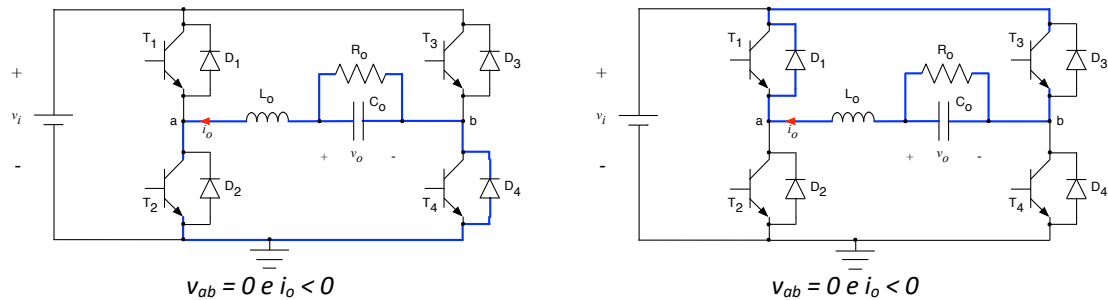 T1
D1
T3
D3
Ro
+
Lo
Co
vi
a
b
io
+ vo -
-
T2
D2
T4
D4
vab = 0 e io < 0
T1
D1
T3
D3
Ro
+
Lo
Co
vi
a
b
io
+ vo -
-
T2
D2
T4
D4
vab = 0 e io < 0